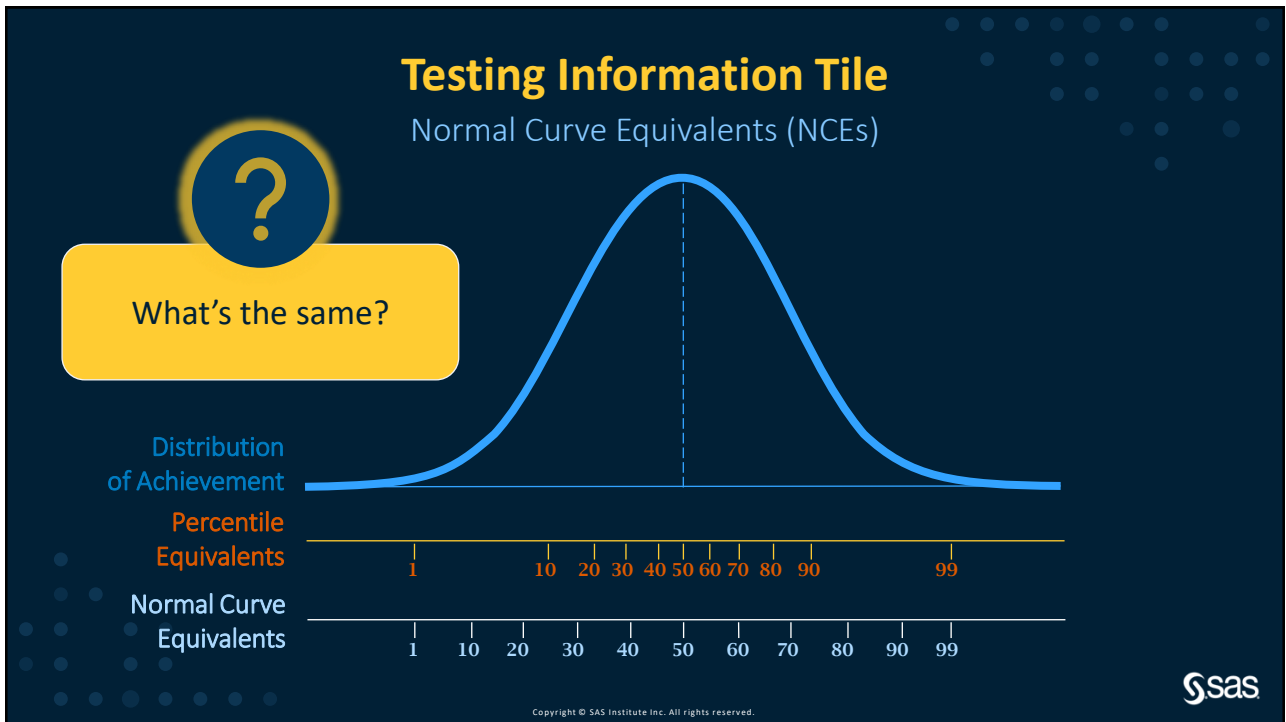 Testing Information Tile
Normal Curve Equivalents (NCEs)
?
What's the same?
Distribution
of Achievement
Percentile
Equivalents
1 10 20 30 40 50 60 70 80 90 99
Normal Curve
Equivalents
1 10 20 30 40 50 60 70 80 90 99
Copyright © SAS Institute Inc. All rights reserved.
sas